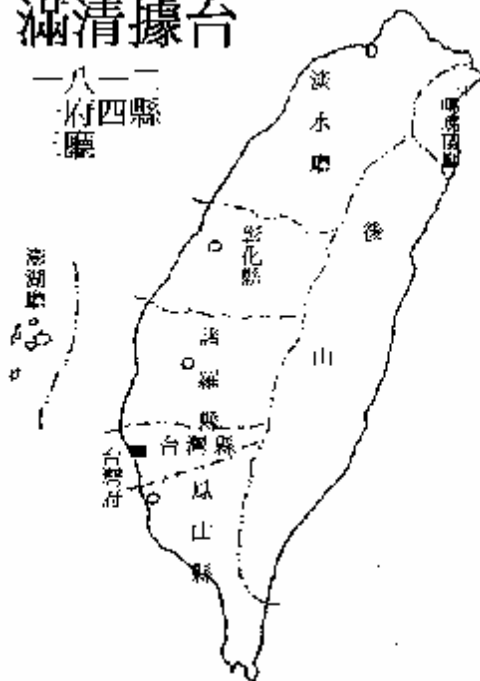 滿清據台
一八一二
一府四縣
三廳
淡水廳
噶瑪蘭廳
後山
彰化縣
澎湖廳
諸羅縣
台灣縣
台灣府
鳳山縣